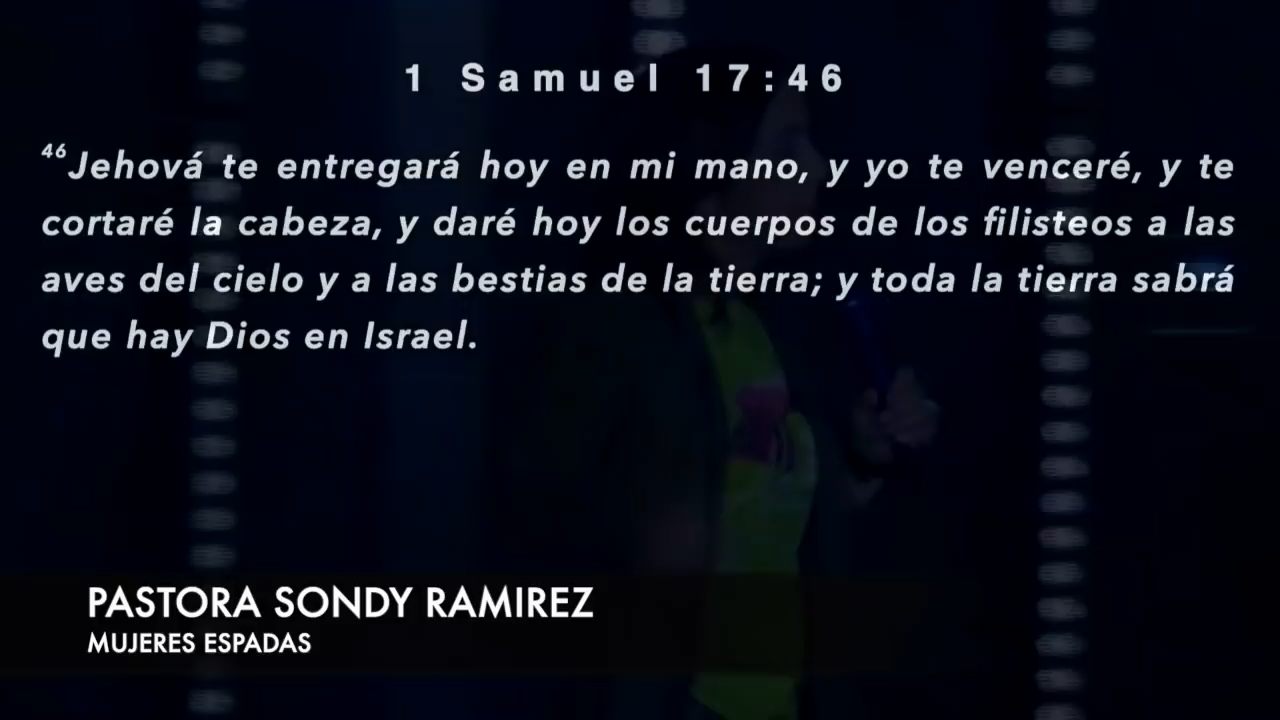 1 Samuel 17:46
46Jehová te entregará hoy en mi mano, y yo te venceré, y te
cortaré la cabeza, y daré hoy los cuerpos de los filisteos a las
aves del cielo y a las bestias de la tierra; y toda la tierra sabrá
que hay Dios en Israel.
PASTORA SONDY RAMIREZ
MUJERES ESPADAS